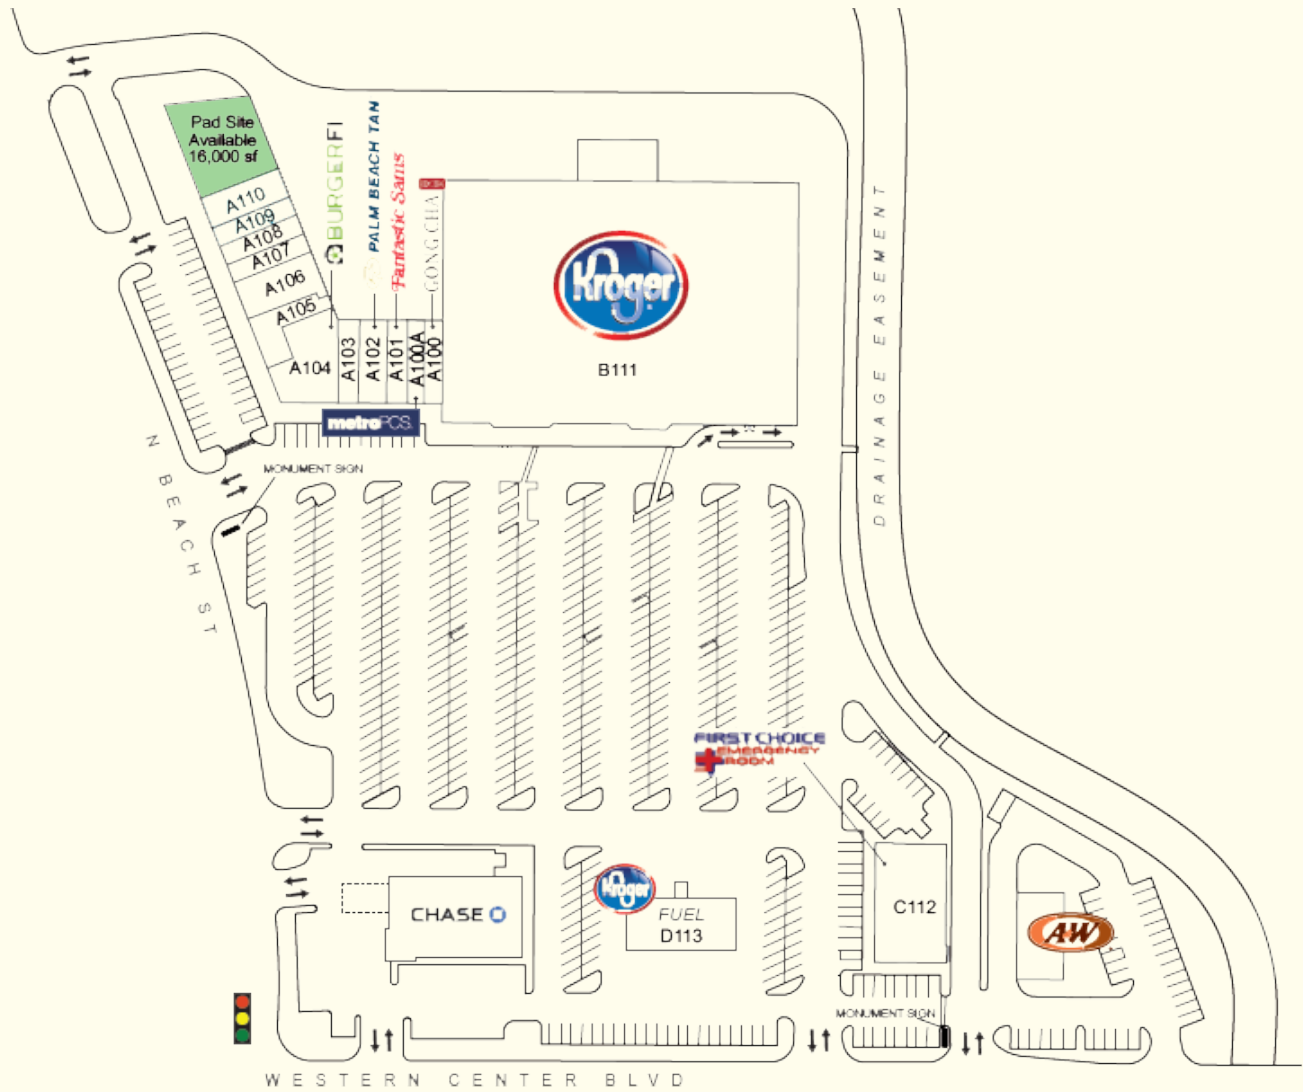 Pad Site
Available
16,000 sf
A110
A109
A108
A107
A106
A105
A104
A103
A102
A101
A100A
A100
BURGERFI
PALM BEACH TAN
Fantastic Sams
GONG CHA
Kroger
B111
metroPCS.
MONUMENT SIGN
N BEACH ST
DRAINAGE EASEMENT
FIRST CHOICE
EMERGENCY
ROOM
CHASE
Kroger
FUEL
D113
C112
A&W
MONUMENT SIGN
WESTERN CENTER BLVD